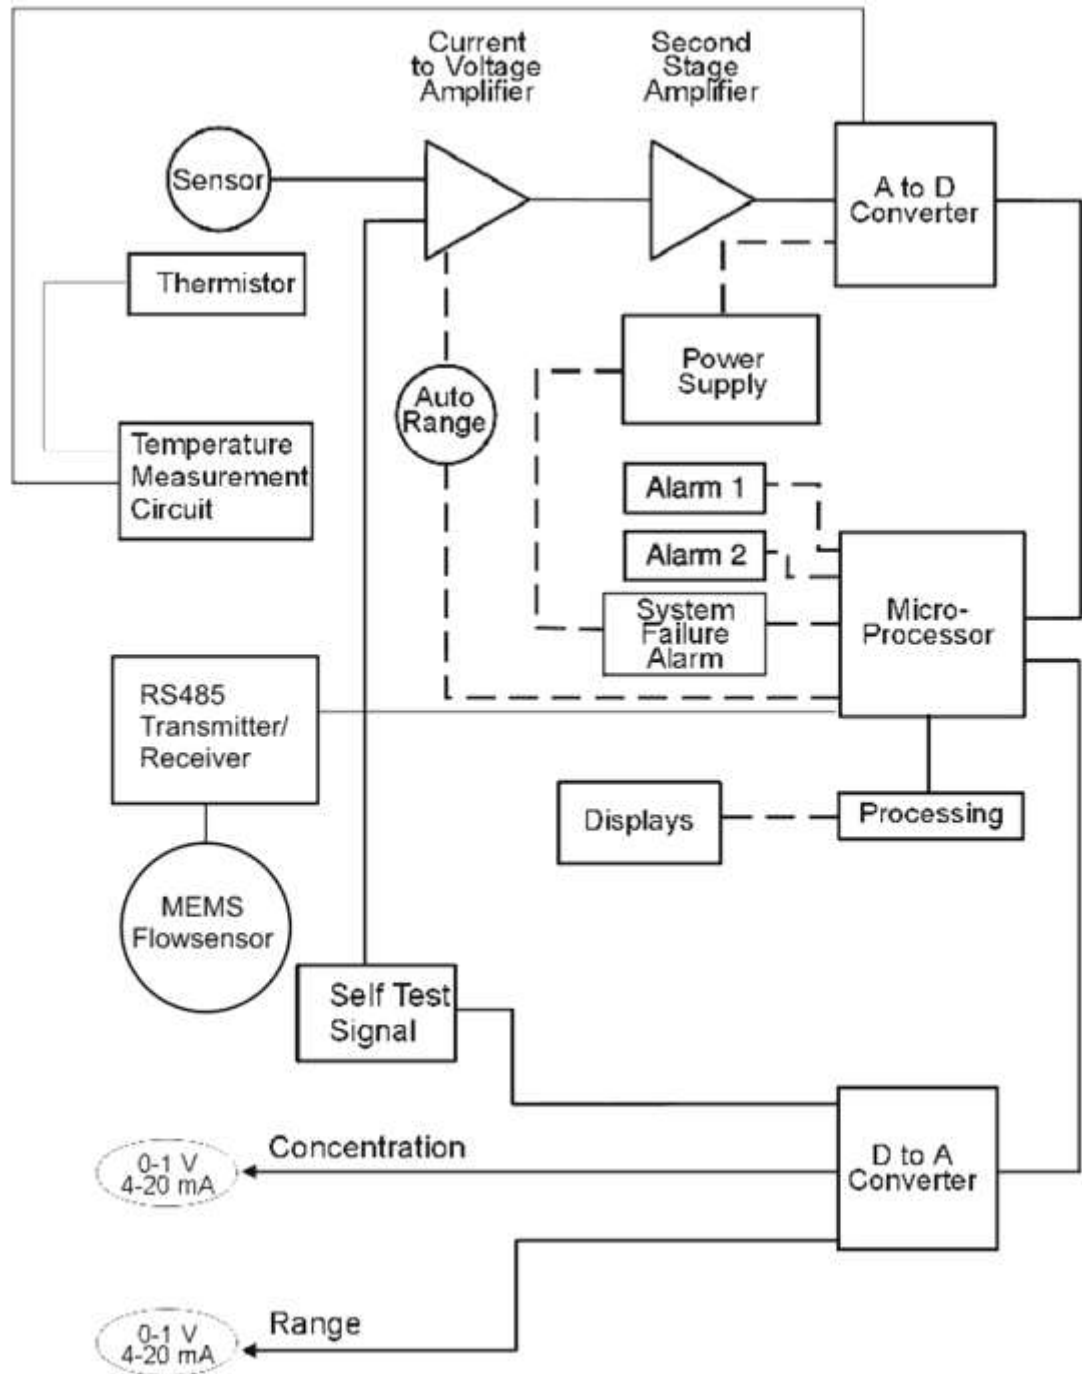 Current
to Voltage
Amplifier
Second
Stage
Amplifier
Sensor
A to D
Converter
Thermistor
Power
Supply
Auto
Range
Temperature
Measurement
Circuit
Alarm 1
Alarm 2
System
Failure
Alarm
Micro-
Processor
RS485
Transmitter/
Receiver
Displays
Processing
MEMS
Flowsensor
Self Test
Signal
Concentration
0-1 V
4-20 mA
D to A
Converter
Range
0-1 V
4-20 mA